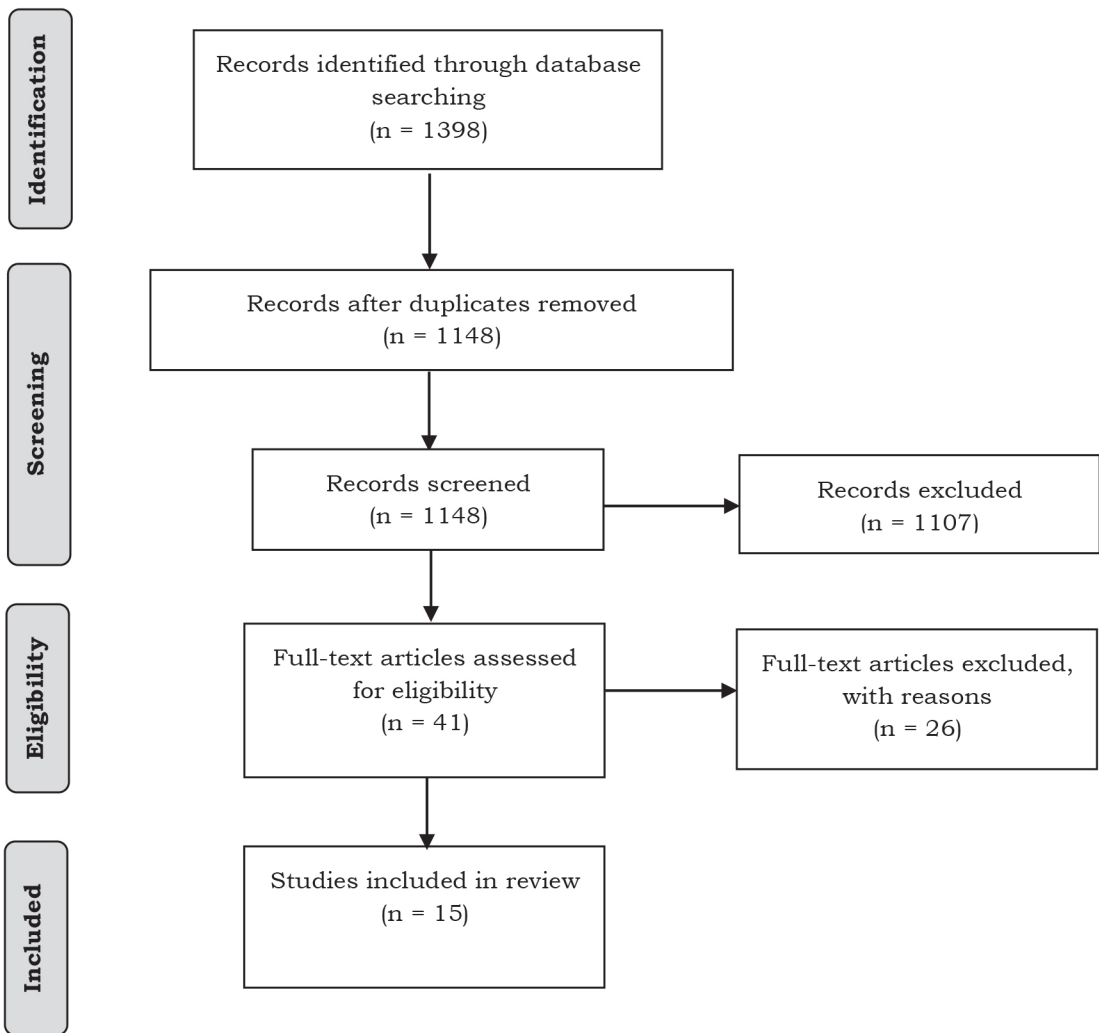 Identification
Records identified through database
searching
(n = 1398)
Screening
Records after duplicates removed
(n = 1148)
Records screened
(n = 1148)
Records excluded
(n = 1107)
Eligibility
Full-text articles assessed
for eligibility
(n = 41)
Full-text articles excluded,
with reasons
(n = 26)
Included
Studies included in review
(n = 15)